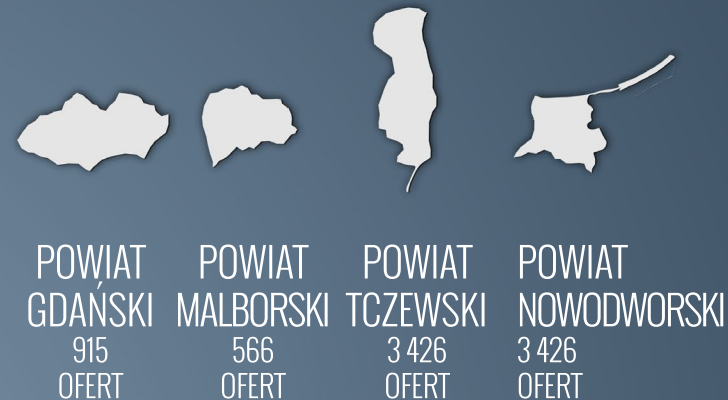 POWIAT
GDAŃSKI
915
OFERT
POWIAT
MALBORSKI
566
OFERT
POWIAT
TCZEWSKI
3 426
OFERT
POWIAT
NOWODWORSKI
3 426
OFERT